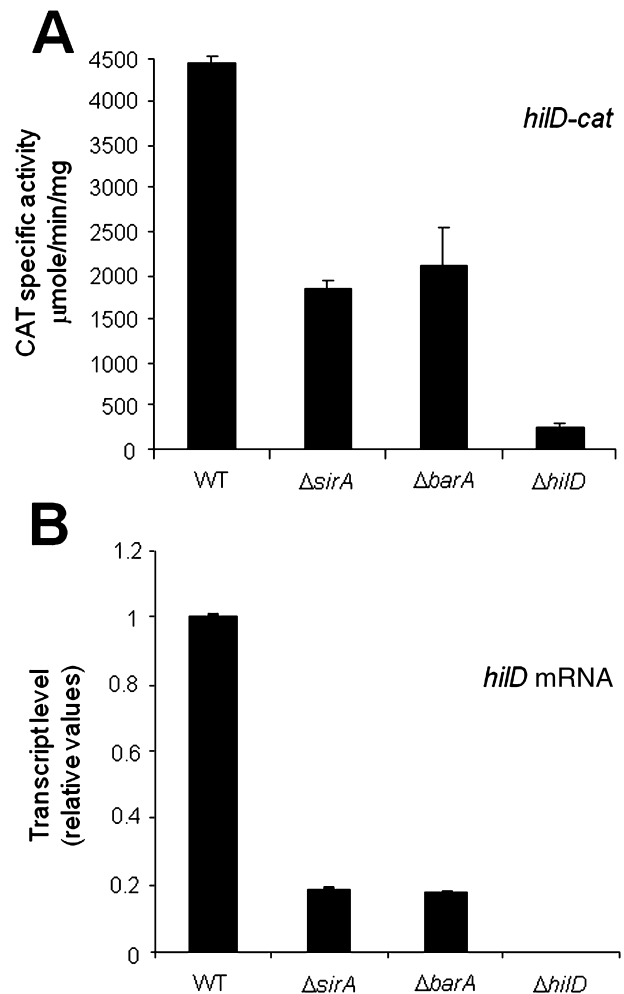 A
4500
4000
3500
3000
2500
2000
1500
1000
500
0
CAT specific activity
μmole/min/mg
hilD-cat
WT
ΔsirA
ΔbarA
ΔhilD
B
1.2
1
0.8
0.6
0.4
0.2
0
Transcript level
(relative values)
hilD mRNA
WT
ΔsirA
ΔbarA
ΔhilD